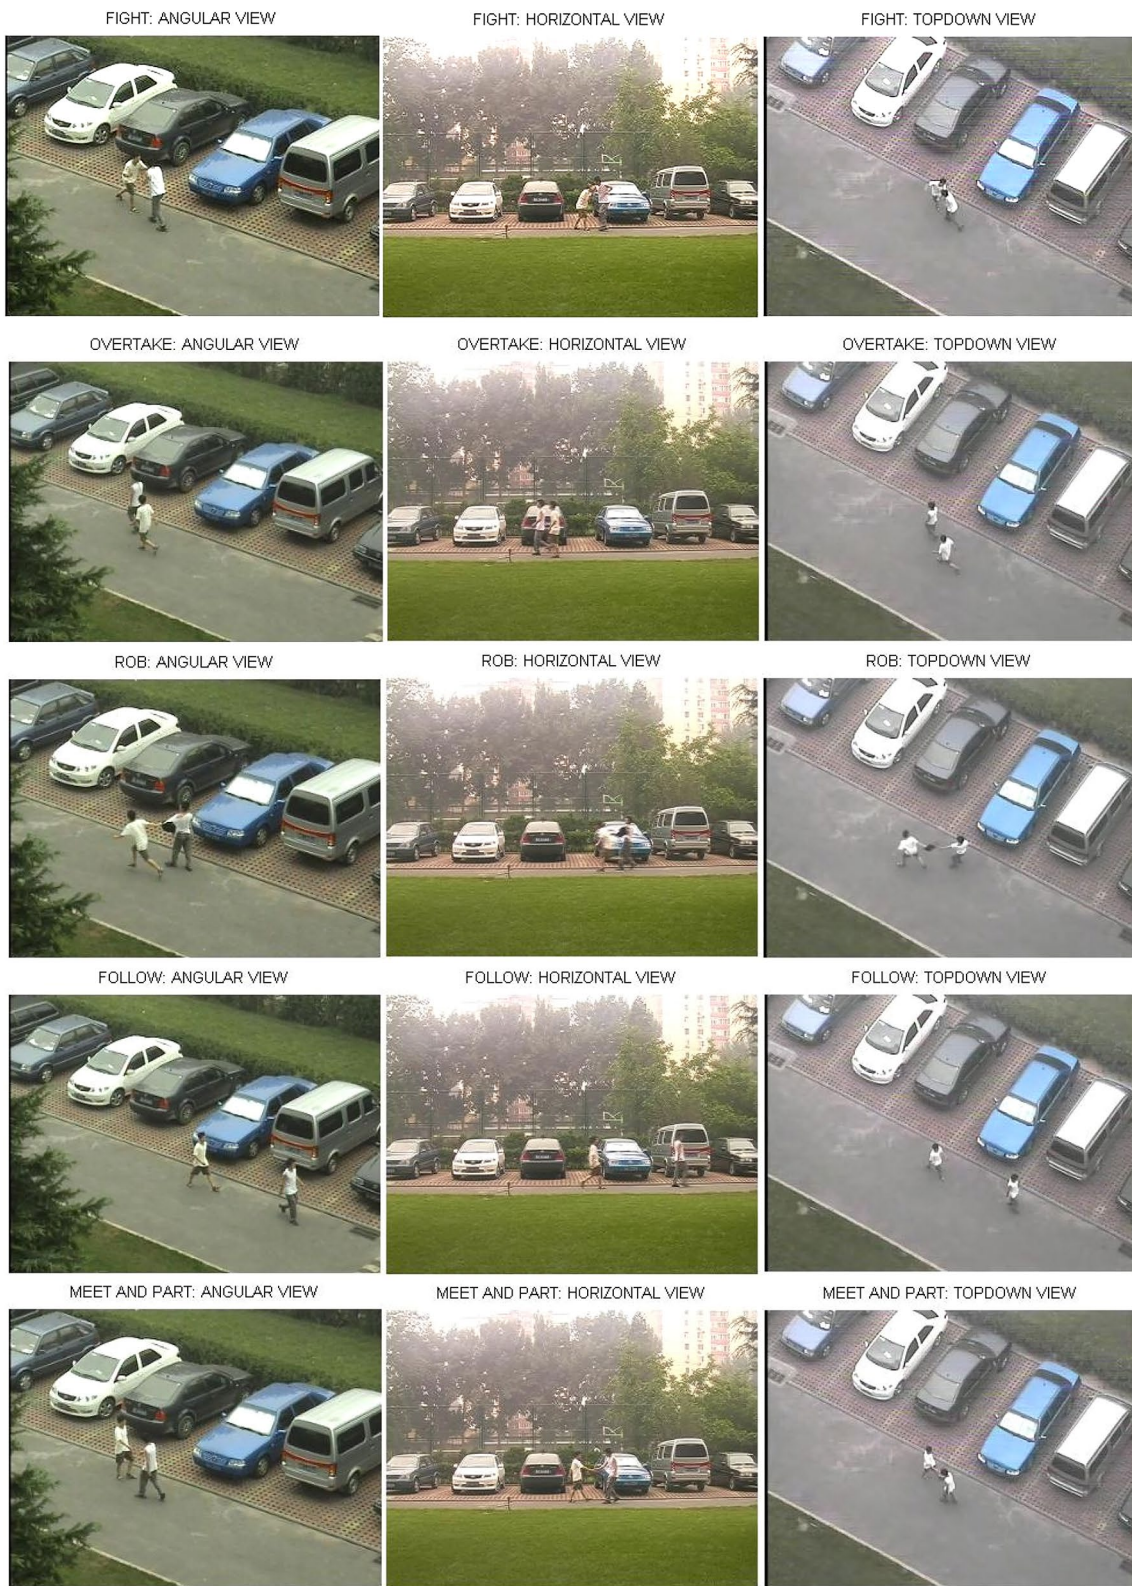 FIGHT: ANGULAR VIEW
FIGHT: HORIZONTAL VIEW
FIGHT: TOPDOWN VIEW
OVERTAKE: ANGULAR VIEW
OVERTAKE: HORIZONTAL VIEW
OVERTAKE: TOPDOWN VIEW
ROB: ANGULAR VIEW
ROB: HORIZONTAL VIEW
ROB: TOPDOWN VIEW
FOLLOW: ANGULAR VIEW
FOLLOW: HORIZONTAL VIEW
FOLLOW: TOPDOWN VIEW
MEET AND PART: ANGULAR VIEW
MEET AND PART: HORIZONTAL VIEW
MEET AND PART: TOPDOWN VIEW